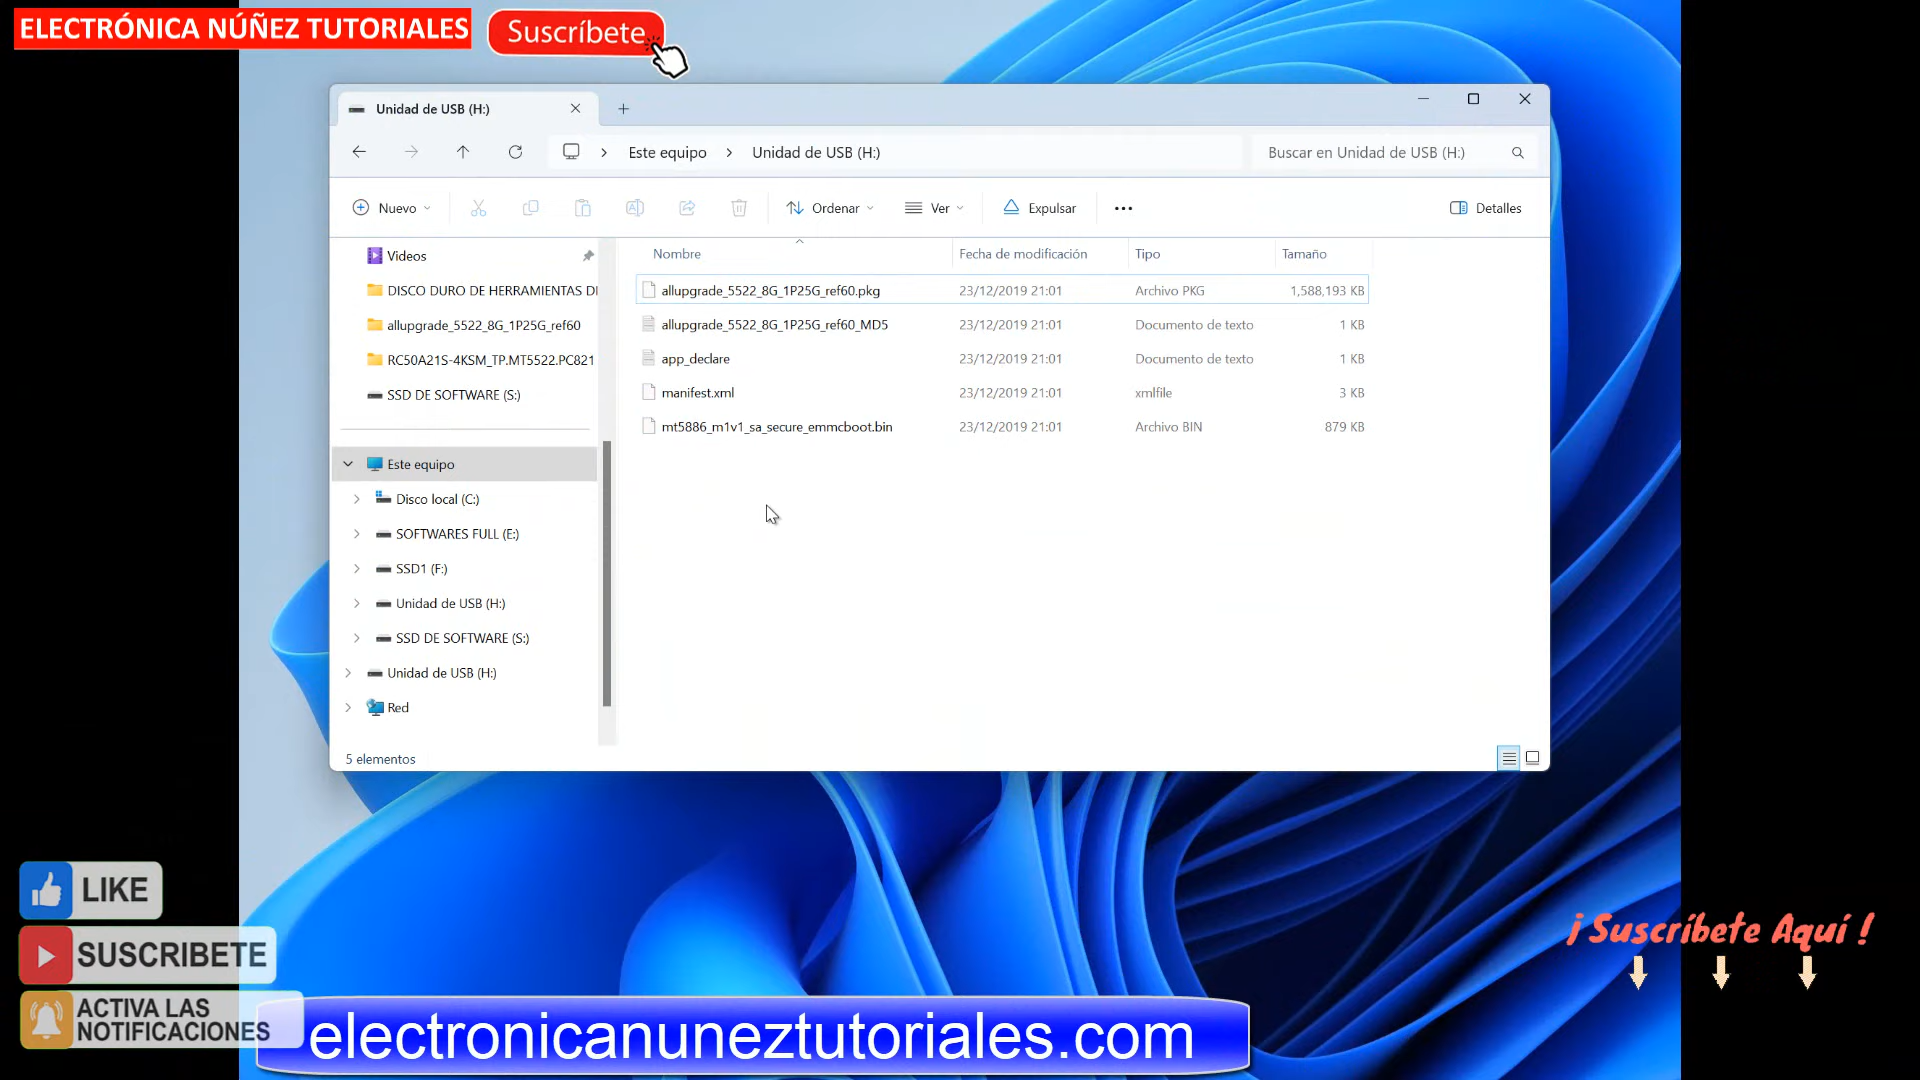 ELECTRÓNICA NÚÑEZ TUTORIALES
Suscríbete
Unidad de USB (H:)
Este equipo
Unidad de USB (H:)
Buscar en Unidad de USB (H:)
Nuevo
Ordenar
Ver
Expulsar
Detalles
Nombre Fecha de modificación Tipo Tamaño
allupgrade_5522_8G_1P25G_ref60.pkg 23/12/2019 21:01 Archivo PKG 1,588,193 KB
allupgrade_5522_8G_1P25G_ref60_MD5 23/12/2019 21:01 Documento de texto 1 KB
app_declare 23/12/2019 21:01 Documento de texto 1 KB
manifest.xml 23/12/2019 21:01 xmlfile 3 KB
mt5886_m1v1_sa_secure_emmcboot.bin 23/12/2019 21:01 Archivo BIN 879 KB
Videos
DISCO DURO DE HERRAMIENTAS DI
allupgrade_5522_8G_1P25G_ref60
RC50A21S-4KSM_TP.MT5522.PC821
SSD DE SOFTWARE (S:)
Este equipo
Disco local (C:)
SOFTWARES FULL (E:)
SSD1 (F:)
Unidad de USB (H:)
SSD DE SOFTWARE (S:)
Unidad de USB (H:)
Red
5 elementos
LIKE
SUSCRIBETE
ACTIVA LAS
NOTIFICACIONES
¡ Suscríbete Aquí !
electronicanuneztutoriales.com